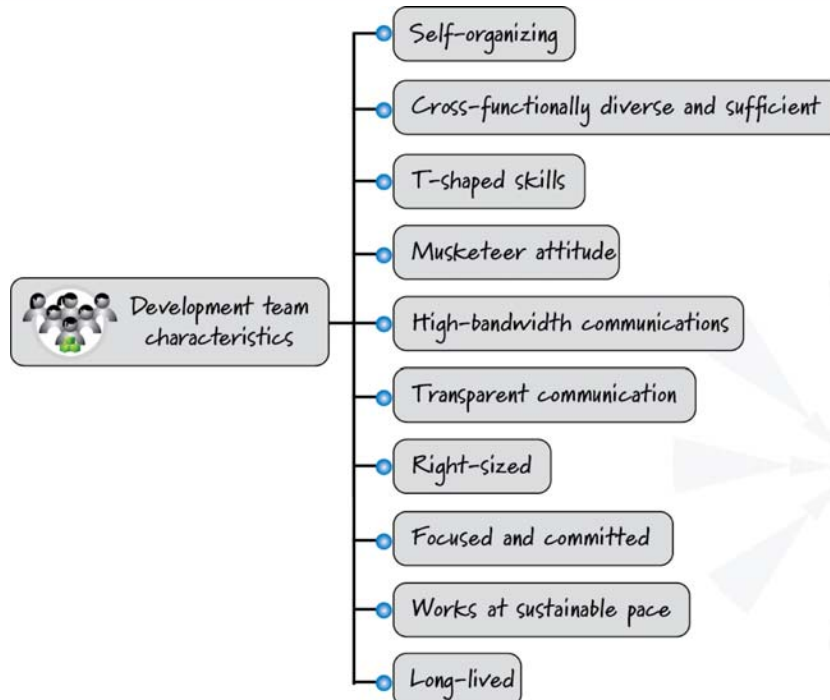 Self-organizing
Cross-functionally diverse and sufficient
T-shaped skills
Musketeer attitude
Development team
characteristics
High-bandwidth communications
Transparent communication
Right-sized
Focused and committed
Works at sustainable pace
Long-lived